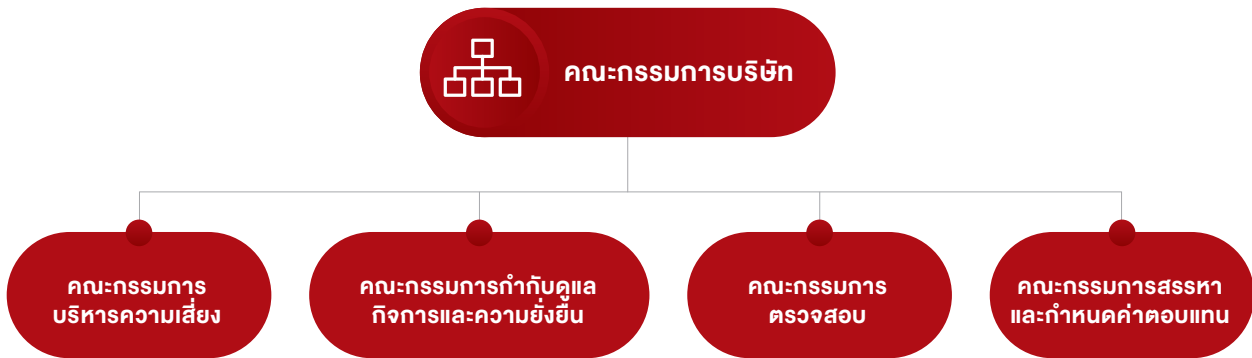 คณะกรรมการบริษัท
คณะกรรมการ
บริหารความเสี่ยง
คณะกรรมการกำกับดูแล
กิจการและความยั่งยืน
คณะกรรมการ
ตรวจสอบ
คณะกรรมการสรรหา
และกำหนดค่าตอบแทน